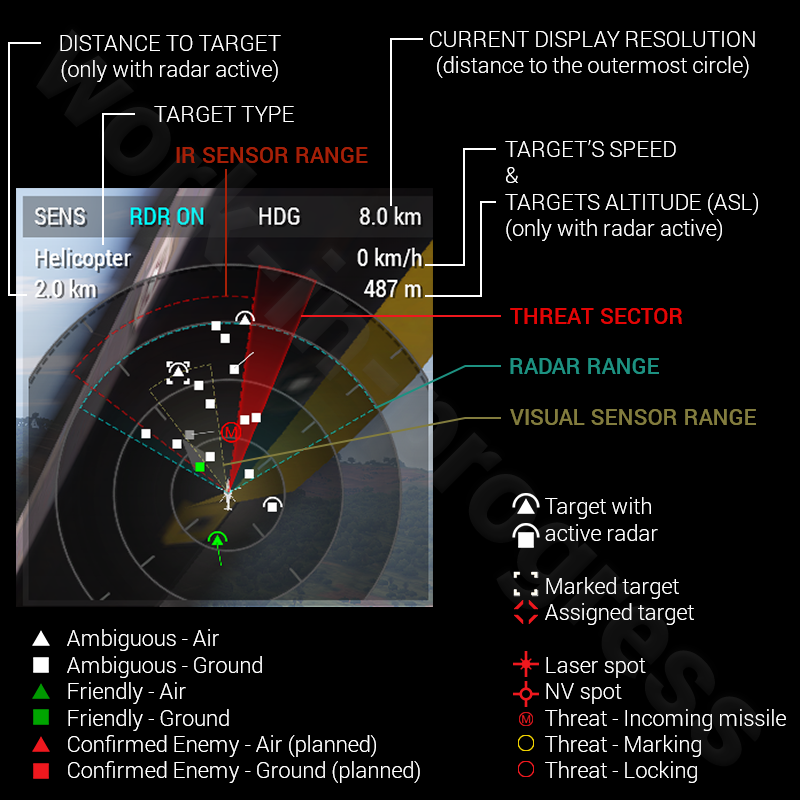 DISTANCE TO TARGET
(only with radar active)
CURRENT DISPLAY RESOLUTION
(distance to the outermost circle)
TARGET TYPE
IR SENSOR RANGE
TARGET'S SPEED
&
TARGETS ALTITUDE (ASL)
(only with radar active)
SENS RDR ON HDG 8.0 km
Helicopter 0 km/h
2.0 km 487 m
THREAT SECTOR
RADAR RANGE
VISUAL SENSOR RANGE
M
Target with
active radar
Marked target
Assigned target
Ambiguous - Air
Ambiguous - Ground
Friendly - Air
Friendly - Ground
Confirmed Enemy - Air (planned)
Confirmed Enemy - Ground (planned)
Laser spot
NV spot
M Threat - Incoming missile
Threat - Marking
Threat - Locking
work-in-progress